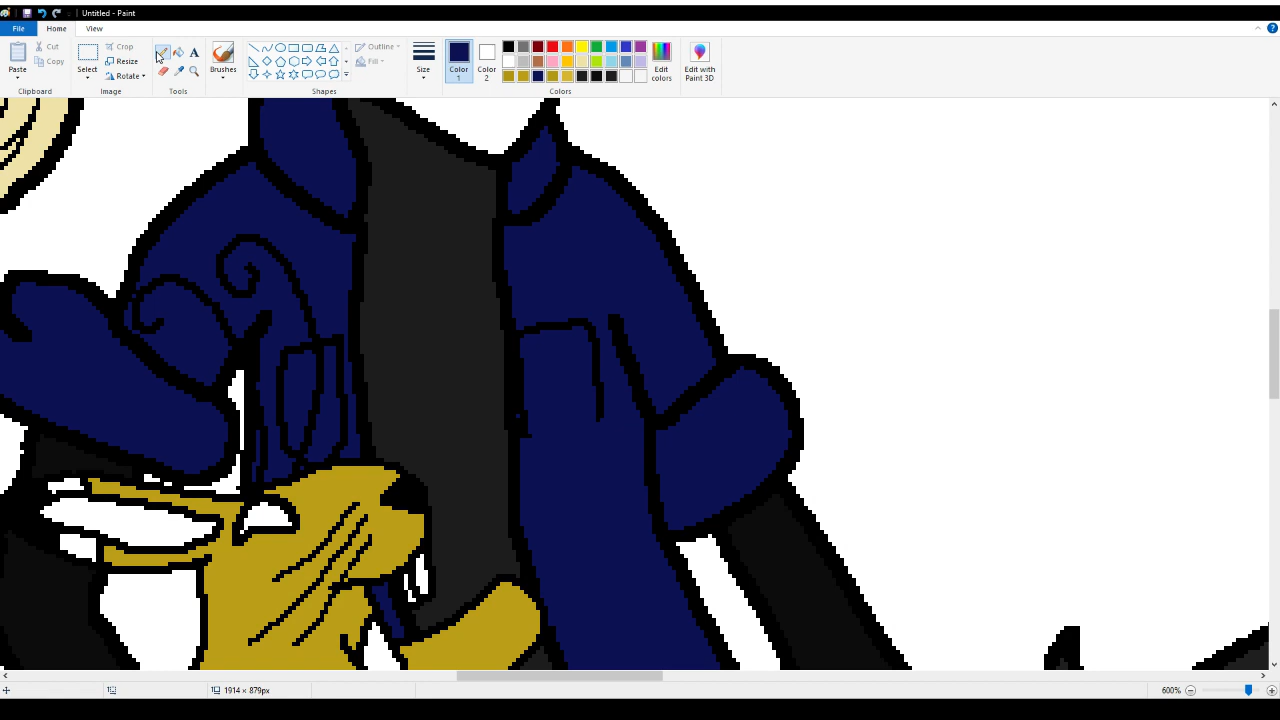 Untitled - Paint
File Home View
Paste
Cut
Copy
Clipboard
Select
Crop
Resize
Rotate
Image
A
Tools
Brushes
Outline
Fill
Shapes
Size
Color
1
Color
2
Edit
colors
Colors
Edit with
Paint 3D
1914 × 879px
600%